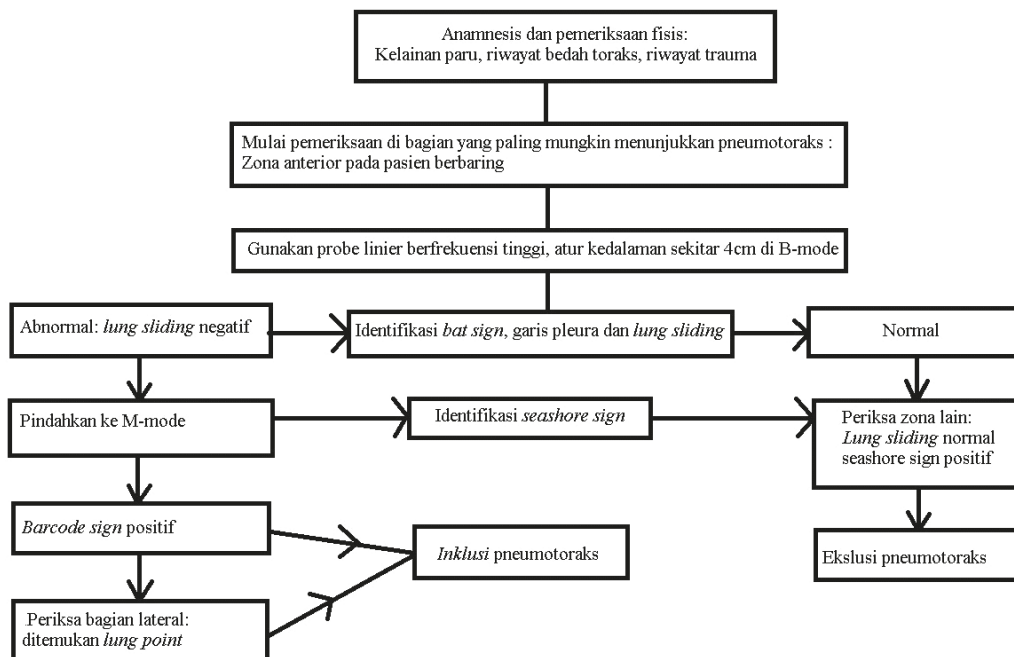 Anamnesis dan pemeriksaan fisis:
Kelainan paru, riwayat bedah toraks, riwayat trauma
Mulai pemeriksaan di bagian yang paling mungkin menunjukkan pneumotoraks :
Zona anterior pada pasien berbaring
Gunakan probe linier berfrekuensi tinggi, atur kedalaman sekitar 4cm di B-mode
Abnormal: lung sliding negatif
Identifikasi bat sign, garis pleura dan lung sliding
Normal
Pindahkan ke M-mode
Identifikasi seashore sign
Periksa zona lain:
Lung sliding normal
seashore sign positif
Barcode sign positif
Inklusi pneumotoraks
Ekslusi pneumotoraks
Periksa bagian lateral:
ditemukan lung point